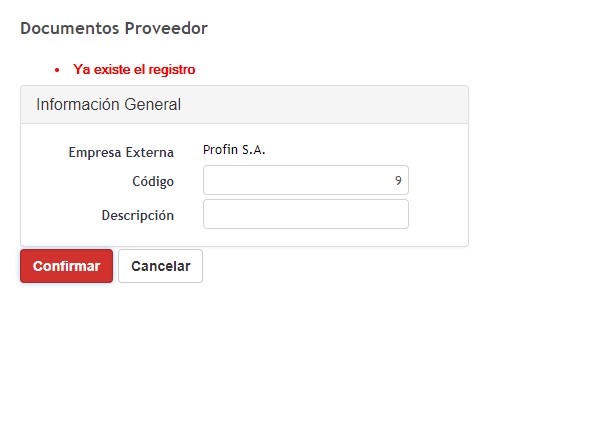 Documentos Proveedor
• Ya existe el registro
Información General
Empresa Externa Profin S.A.
Código 9
Descripción
Confirmar Cancelar